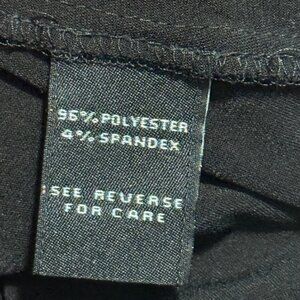 96% POLYESTER
4% SPANDEX
SEE REVERSE
FOR CARE